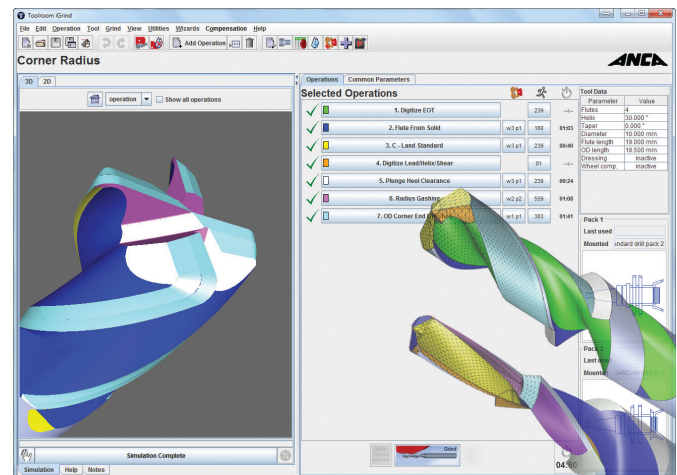 Toolroom iGrind
File Edit Operation Tool Grind View Utilities Wizards Compensation Help
Add Operation
Corner Radius
ANCA
3D 2D
operation Show all operations
Simulation Complete
Simulation Help Notes
Operations Common Parameters
Selected Operations
1. Digitize EOT 239 --:--
2. Flute From Solid w3 p1 160 01:03
3. C - Land Standard w3 p1 239 00:40
4. Digitize Lead/Helix/Shear 81 --:--
5. Plunge Heel Clearance w3 p1 239 00:24
6. Radius Gashing w2 p2 559 01:08
7. OD Corner End w1 p1 383 01:41
Grind
04:
Tool Data
Parameter Value
Flutes 4
Helix 30.000 °
Taper 0.000 °
Diameter 10.000 mm
Flute length 19.000 mm
OD length 18.500 mm
Dressing inactive
Wheel comp. inactive
Pack 1
Last used
Mounted ndard drill pack 2
Pack 2
Last used
Mounted